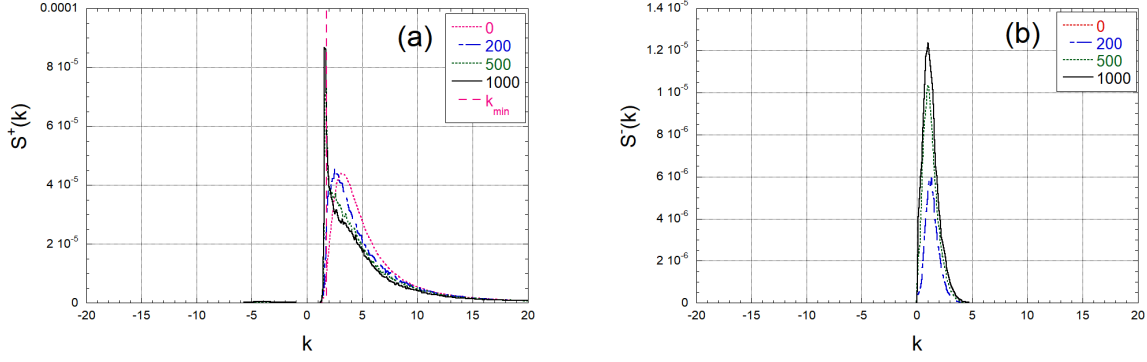 0.0001
8 10⁻⁵
6 10⁻⁵
4 10⁻⁵
2 10⁻⁵
0
S⁺(k)
-20 -15 -10 -5 0 5 10 15 20
k
(a)
0
200
500
1000
k_min
1.4 10⁻⁵
1.2 10⁻⁵
1 10⁻⁵
8 10⁻⁶
6 10⁻⁶
4 10⁻⁶
2 10⁻⁶
0
S⁻(k)
-20 -15 -10 -5 0 5 10 15 20
k
(b)
0
200
500
1000